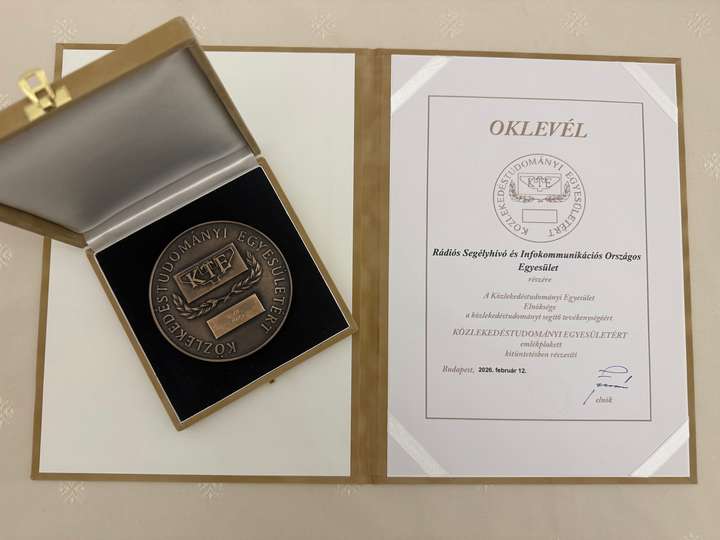 KÖZLEKEDÉSTUDOMÁNYI EGYESÜLETÉRT
KTE
OKLEVÉL
KÖZLEKEDÉSTUDOMÁNYI EGYESÜLETÉRT
KTE
Rádiós Segélyhívó és Infokommunikációs Országos
Egyesület
részére
A Közlekedéstudományi Egyesület
Elnöksége
a közlekedéstudományt segítő tevékenységéért
KÖZLEKEDÉSTUDOMÁNYI EGYESÜLETÉRT
emlékplakett
kitüntetésben részesíti
Budapest, 2026. február 12.
elnök